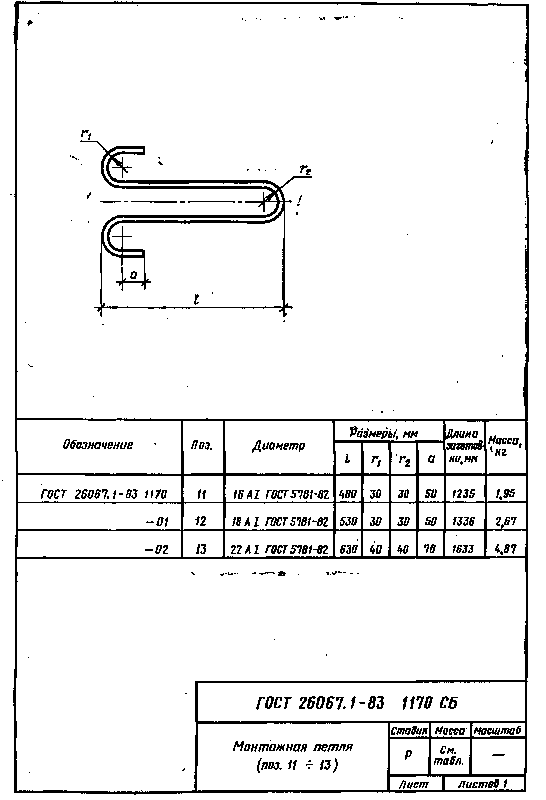 r1
r2
a
l
Обозначение Поз. Диаметр Размеры, мм Длина заготов- ки, мм Масса, кг
l r1 r2 a
ГОСТ 26067.1-83 1170 11 16 А I ГОСТ 5781-82 480 30 30 50 1235 1,95
-01 12 18 А I ГОСТ 5781-82 530 30 30 50 1336 2,67
-02 13 22 А I ГОСТ 5781-82 630 40 40 70 1633 4,87
ГОСТ 26067.1-83 1170 СБ
Монтажная петля
(поз. 11 ÷ 13)
Стадия Масса Масштаб
Р См. табл. —
Лист Листов 1